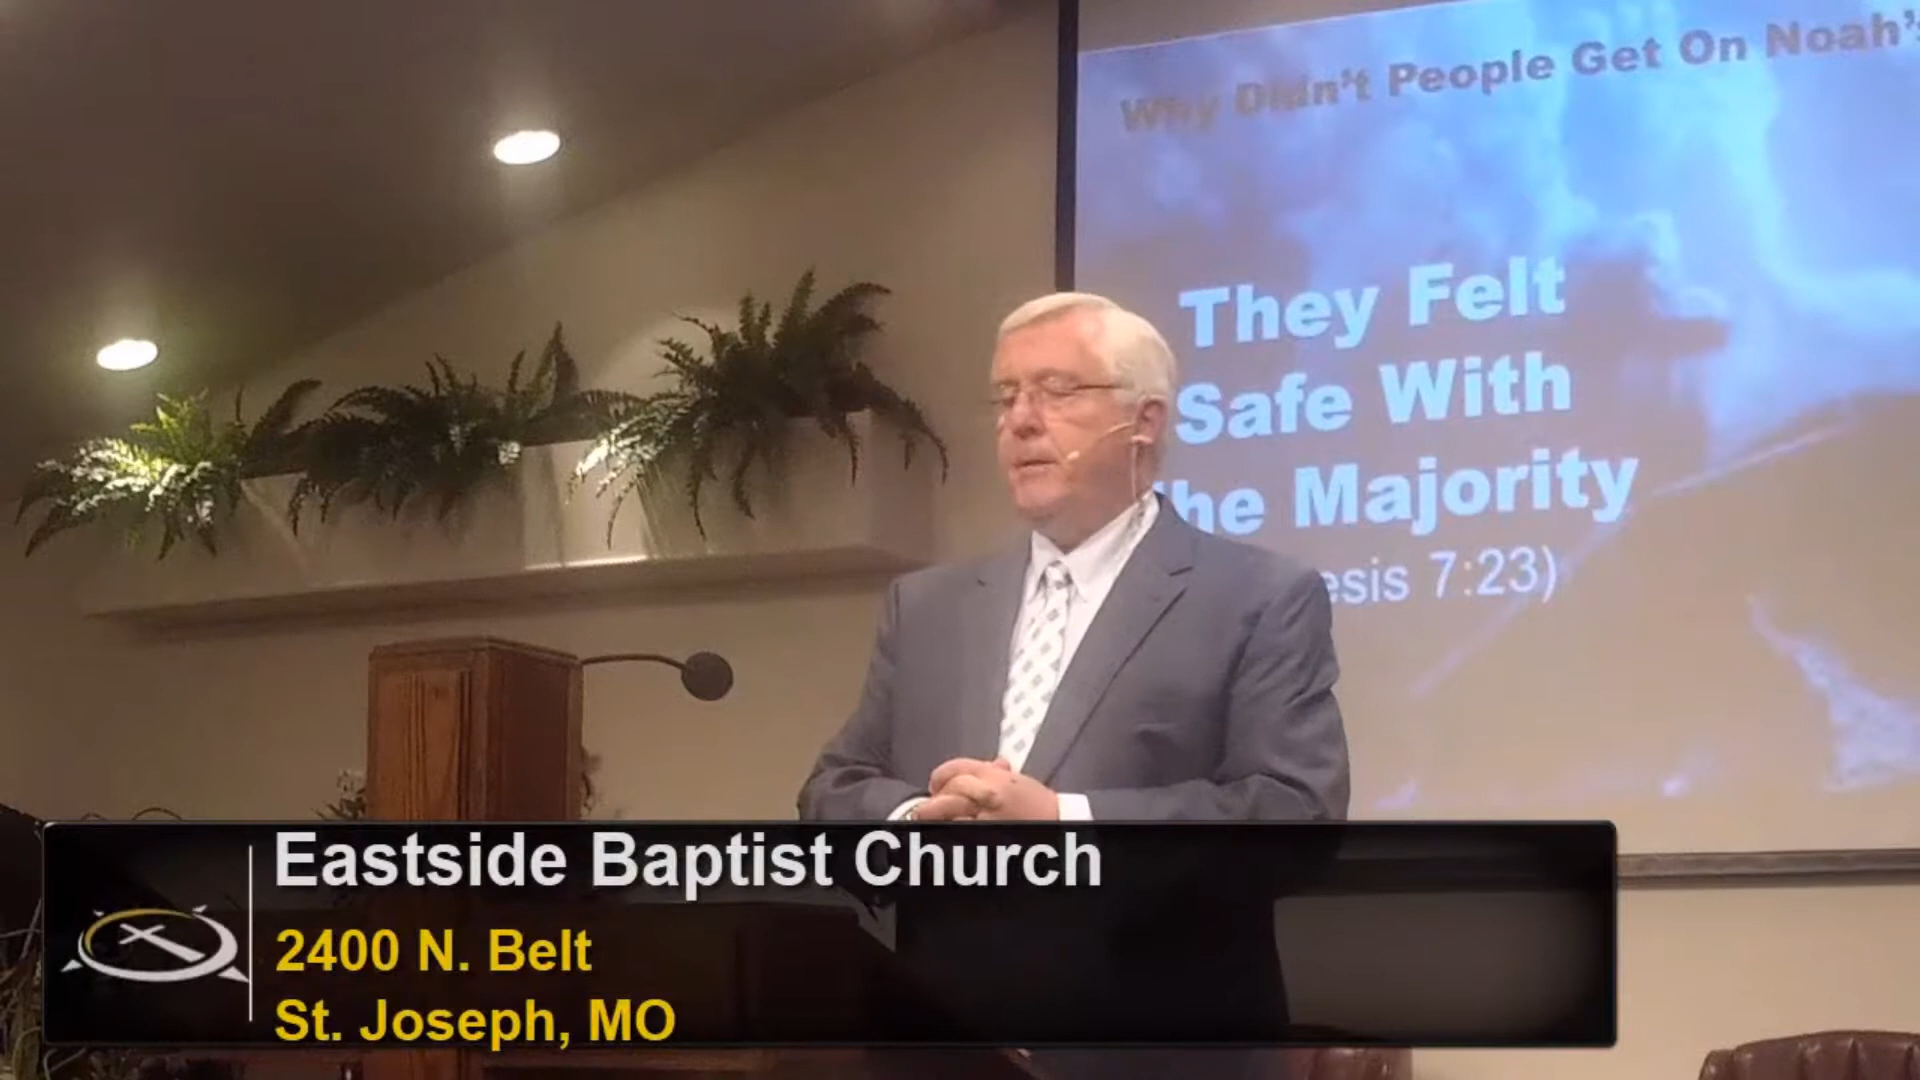 Why Didn't People Get On Noah's
They Felt
Safe With
he Majority
esis 7:23)
Eastside Baptist Church
2400 N. Belt
St. Joseph, MO